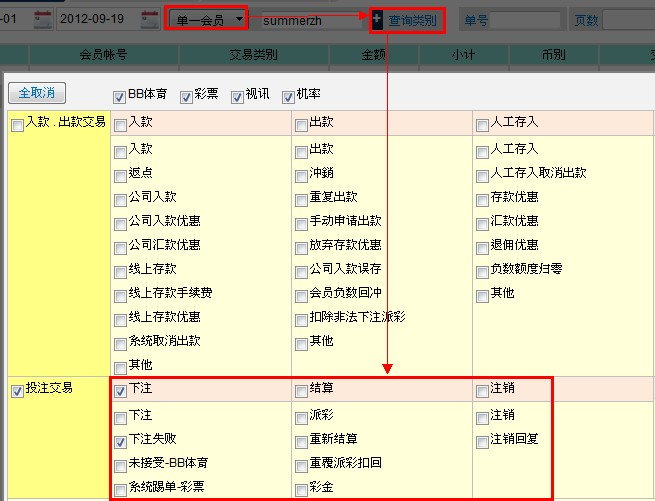 -01 2012-09-19 单一会员 summerzh + 查询类别 单号 页数
会员帐号 交易类别 金额 小计 币别
全取消 BB体育 彩票 视讯 机率
入款 . 出款交易 入款 出款 人工存入
入款 出款 人工存入
返点 沖銷 人工存入取消出款
公司入款 重复出款 存款优惠
公司入款优惠 手动申请出款 汇款优惠
公司汇款优惠 放弃存款优惠 退佣优惠
线上存款 公司入款误存 负数额度归零
线上存款手续费 会员负数回冲 其他
线上存款优惠 扣除非法下注派彩
系统取消出款 其他
其他
投注交易 下注 结算 注销
下注 派彩 注销
下注失败 重新结算 注销回复
未接受-BB体育 重覆派彩扣回
系统踢单-彩票 彩金